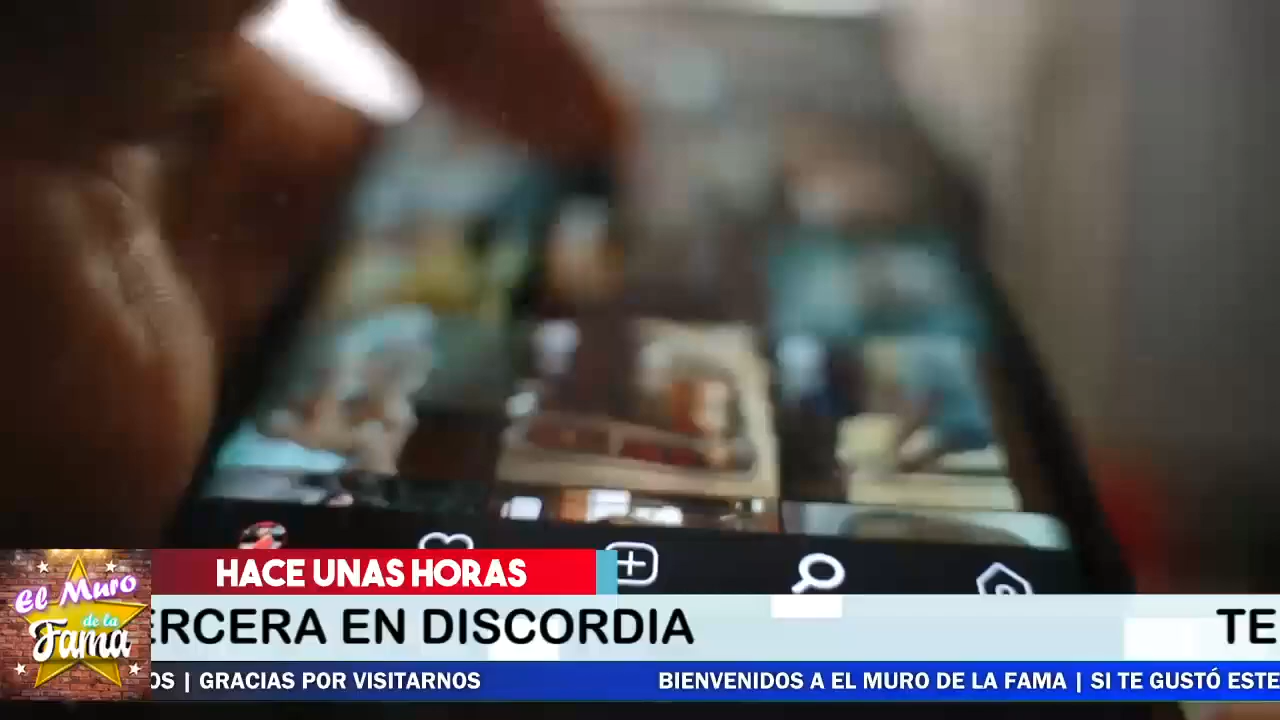 HACE UNAS HORAS
El Muro
de la
Fama
ERCERA EN DISCORDIA
TE
OS | GRACIAS POR VISITARNOS
BIENVENIDOS A EL MURO DE LA FAMA | SI TE GUSTÓ ESTE